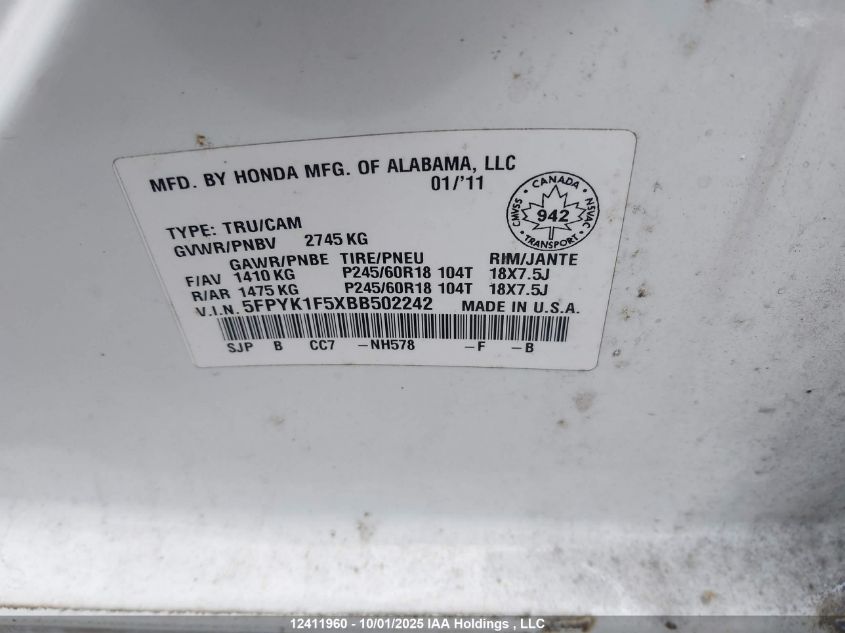 MFD. BY HONDA MFG. OF ALABAMA, LLC
01/'11
CANADA
CMVSS
942
NSVAC
TRANSPORT
TYPE: TRU/CAM
GVWR/PNBV 2745 KG
GAWR/PNBE TIRE/PNEU RIM/JANTE
F/AV 1410 KG P245/60R18 104T 18X7.5J
R/AR 1475 KG P245/60R18 104T 18X7.5J
V.I.N. 5FPYK1F5XBB502242 MADE IN U.S.A.
SJP B CC7 -NH578 -F -B
12411960 - 10/01/2025 IAA Holdings , LLC